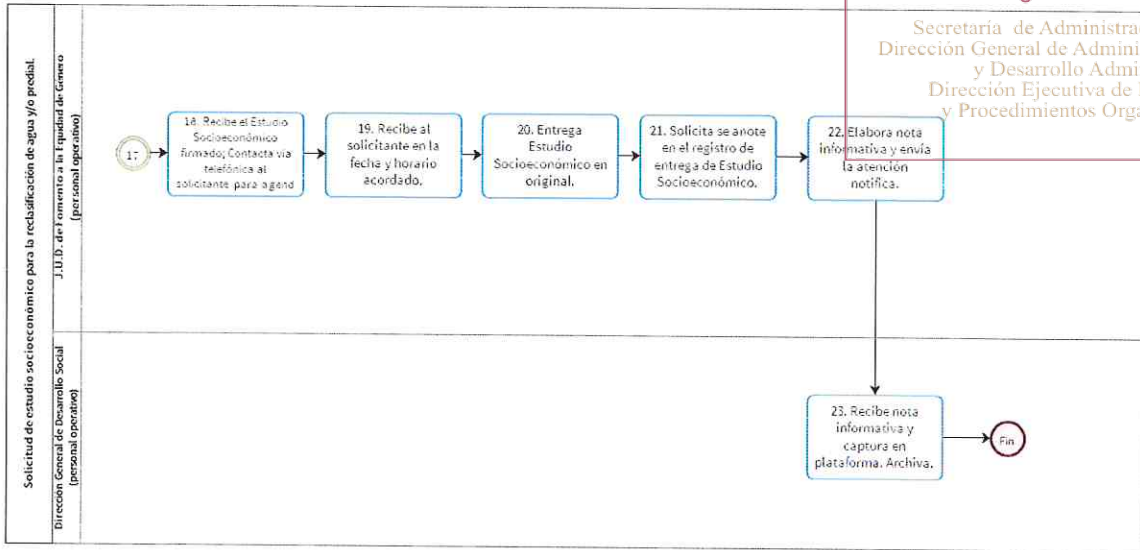 Secretaría de Administra
Dirección General de Admini
y Desarrollo Admi
Dirección Ejecutiva de
y Procedimientos Orga
Solicitud de estudio socioeconómico para la reclasificación de agua y/o predial.
J.U.D. de Fomento a la Equidad de Género
(personal operativo)
17
18. Recibe el Estudio
Socioeconómico
firmado; Contacta vía
telefónica al
solicitante para agend
19. Recibe al
solicitante en la
fecha y horario
acordado.
20. Entrega
Estudio
Socioeconómico en
original.
21. Solicita se anote
en el registro de
entrega de Estudio
Socioeconómico.
22. Elabora nota
informativa y envía
la atención
notifica.
Dirección General de Desarrollo Social
(personal operativo)
23. Recibe nota
informativa y
captura en
plataforma. Archiva.
Fin